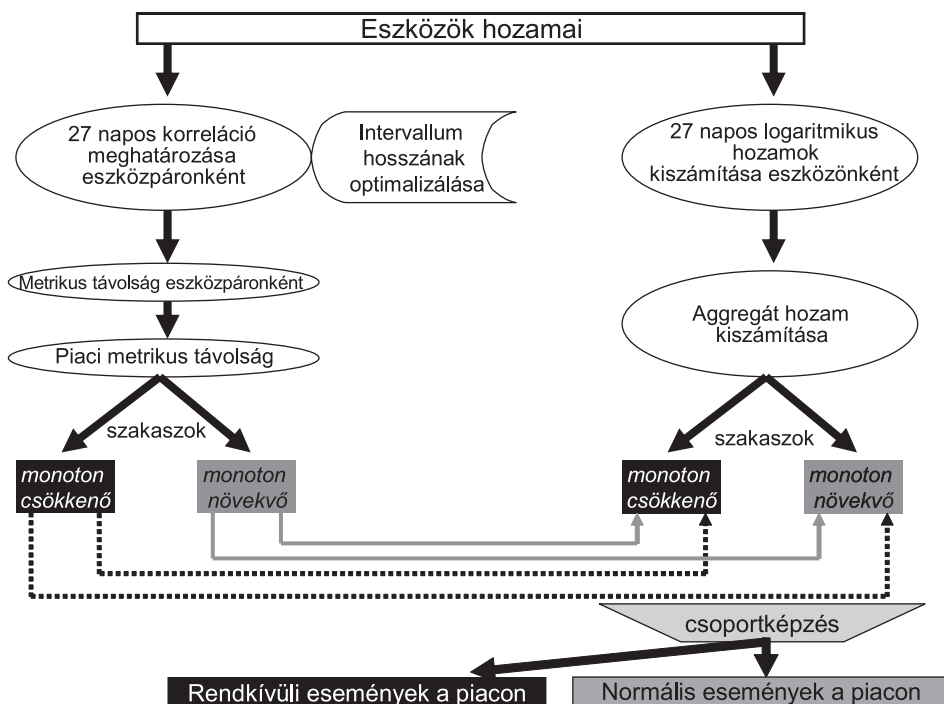 Eszközök hozamai
27 napos korreláció
meghatározása
eszközpáronként
Intervallum
hosszának
optimalizálása
27 napos logaritmikus
hozamok
kiszámítása eszközönként
Metrikus távolság eszközpáronként
Aggregát hozam
kiszámítása
Piaci metrikus távolság
szakaszok
szakaszok
monoton
csökkenő
monoton
növekvő
monoton
csökkenő
monoton
növekvő
csoportképzés
Rendkívüli események a piacon
Normális események a piacon